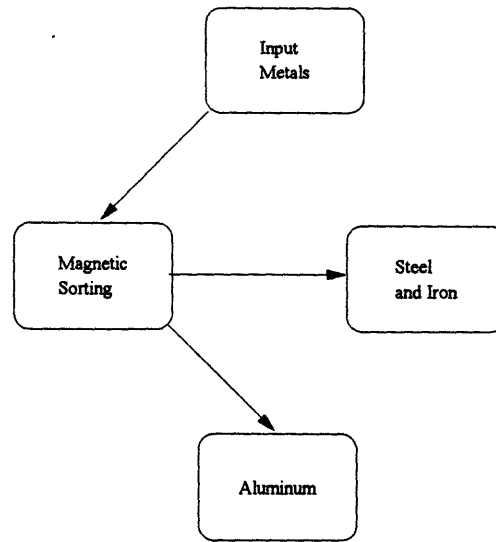 Input
Metals
Magnetic
Sorting
Steel
and Iron
Aluminum